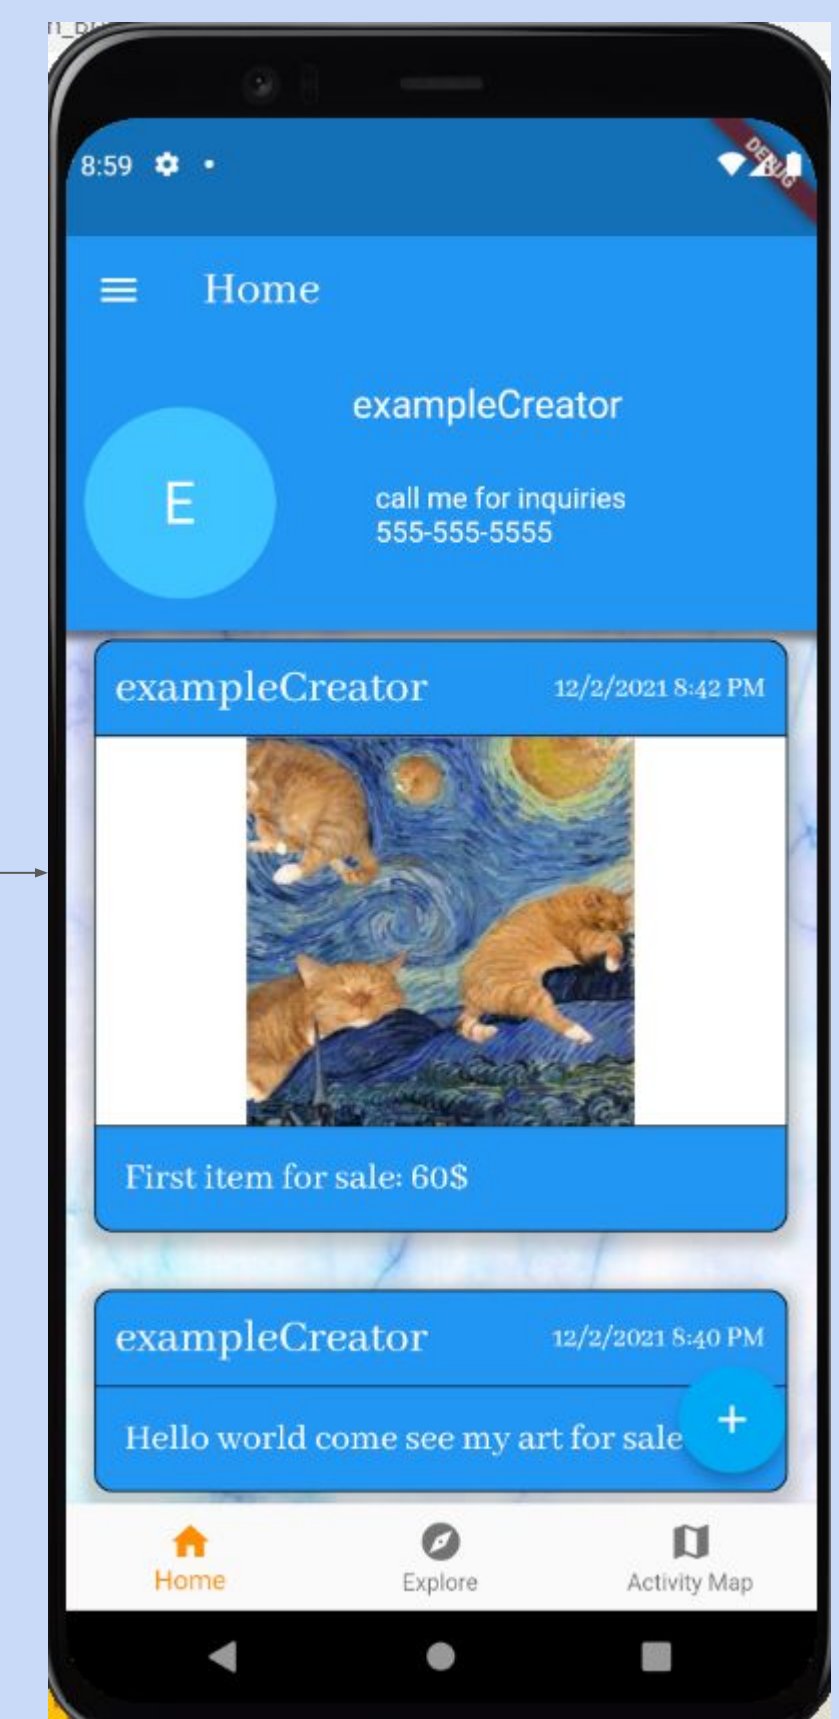 8:59
DEBUG
Home
exampleCreator
E
call me for inquiries
555-555-5555
exampleCreator 12/2/2021 8:42 PM
First item for sale: 60$
exampleCreator 12/2/2021 8:40 PM
Hello world come see my art for sale
+
Home Explore Activity Map